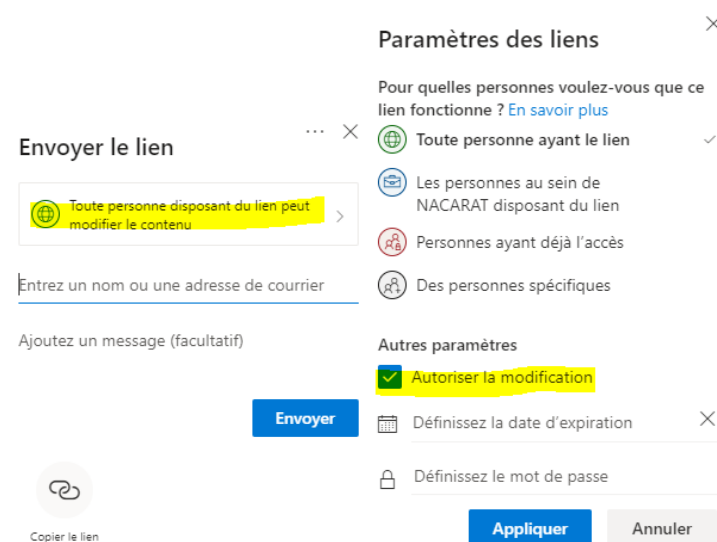 Envoyer le lien
Toute personne disposant du lien peut
modifier le contenu
Entrez un nom ou une adresse de courrier
Ajoutez un message (facultatif)
Envoyer
Copier le lien
Paramètres des liens
Pour quelles personnes voulez-vous que ce
lien fonctionne ? En savoir plus
Toute personne ayant le lien
Les personnes au sein de
NACARAT disposant du lien
Personnes ayant déjà l'accès
Des personnes spécifiques
Autres paramètres
Autoriser la modification
Définissez la date d'expiration
Définissez le mot de passe
Appliquer
Annuler